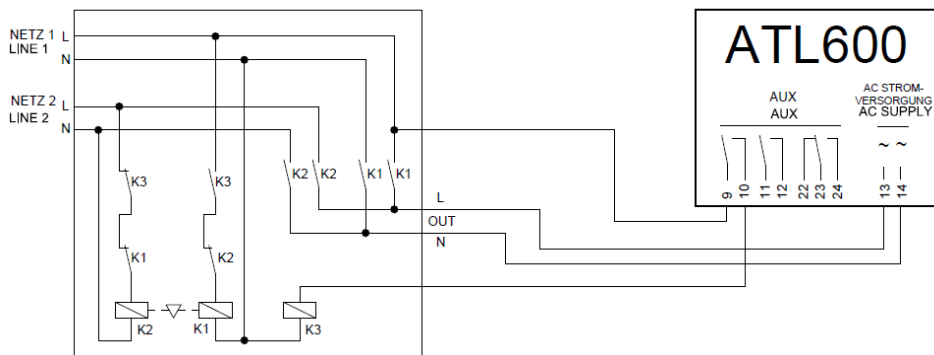 NETZ 1 L
LINE 1
N
NETZ 2 L
LINE 2
N
K3
K3
K2
K2
K1
K1
L
OUT
N
K1
K2
K2
K1
K3
ATL600
AUX
AUX
AC STROM-
VERSORGUNG
AC SUPPLY
~ ~
9 10 11 12 22 23 24 13 14